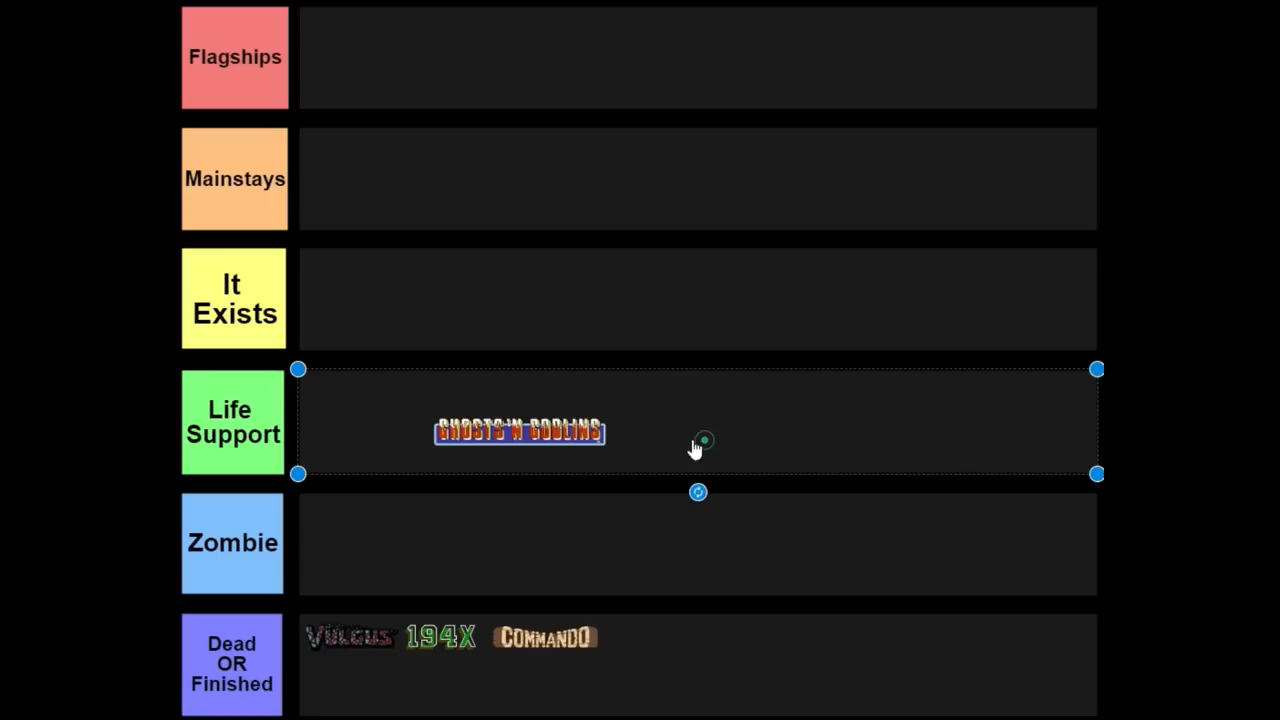 Flagships
Mainstays
It
Exists
Life
Support
GHOSTS'N GOBLINS
Zombie
Dead
OR
Finished
VULGUS 194X COMMANDO